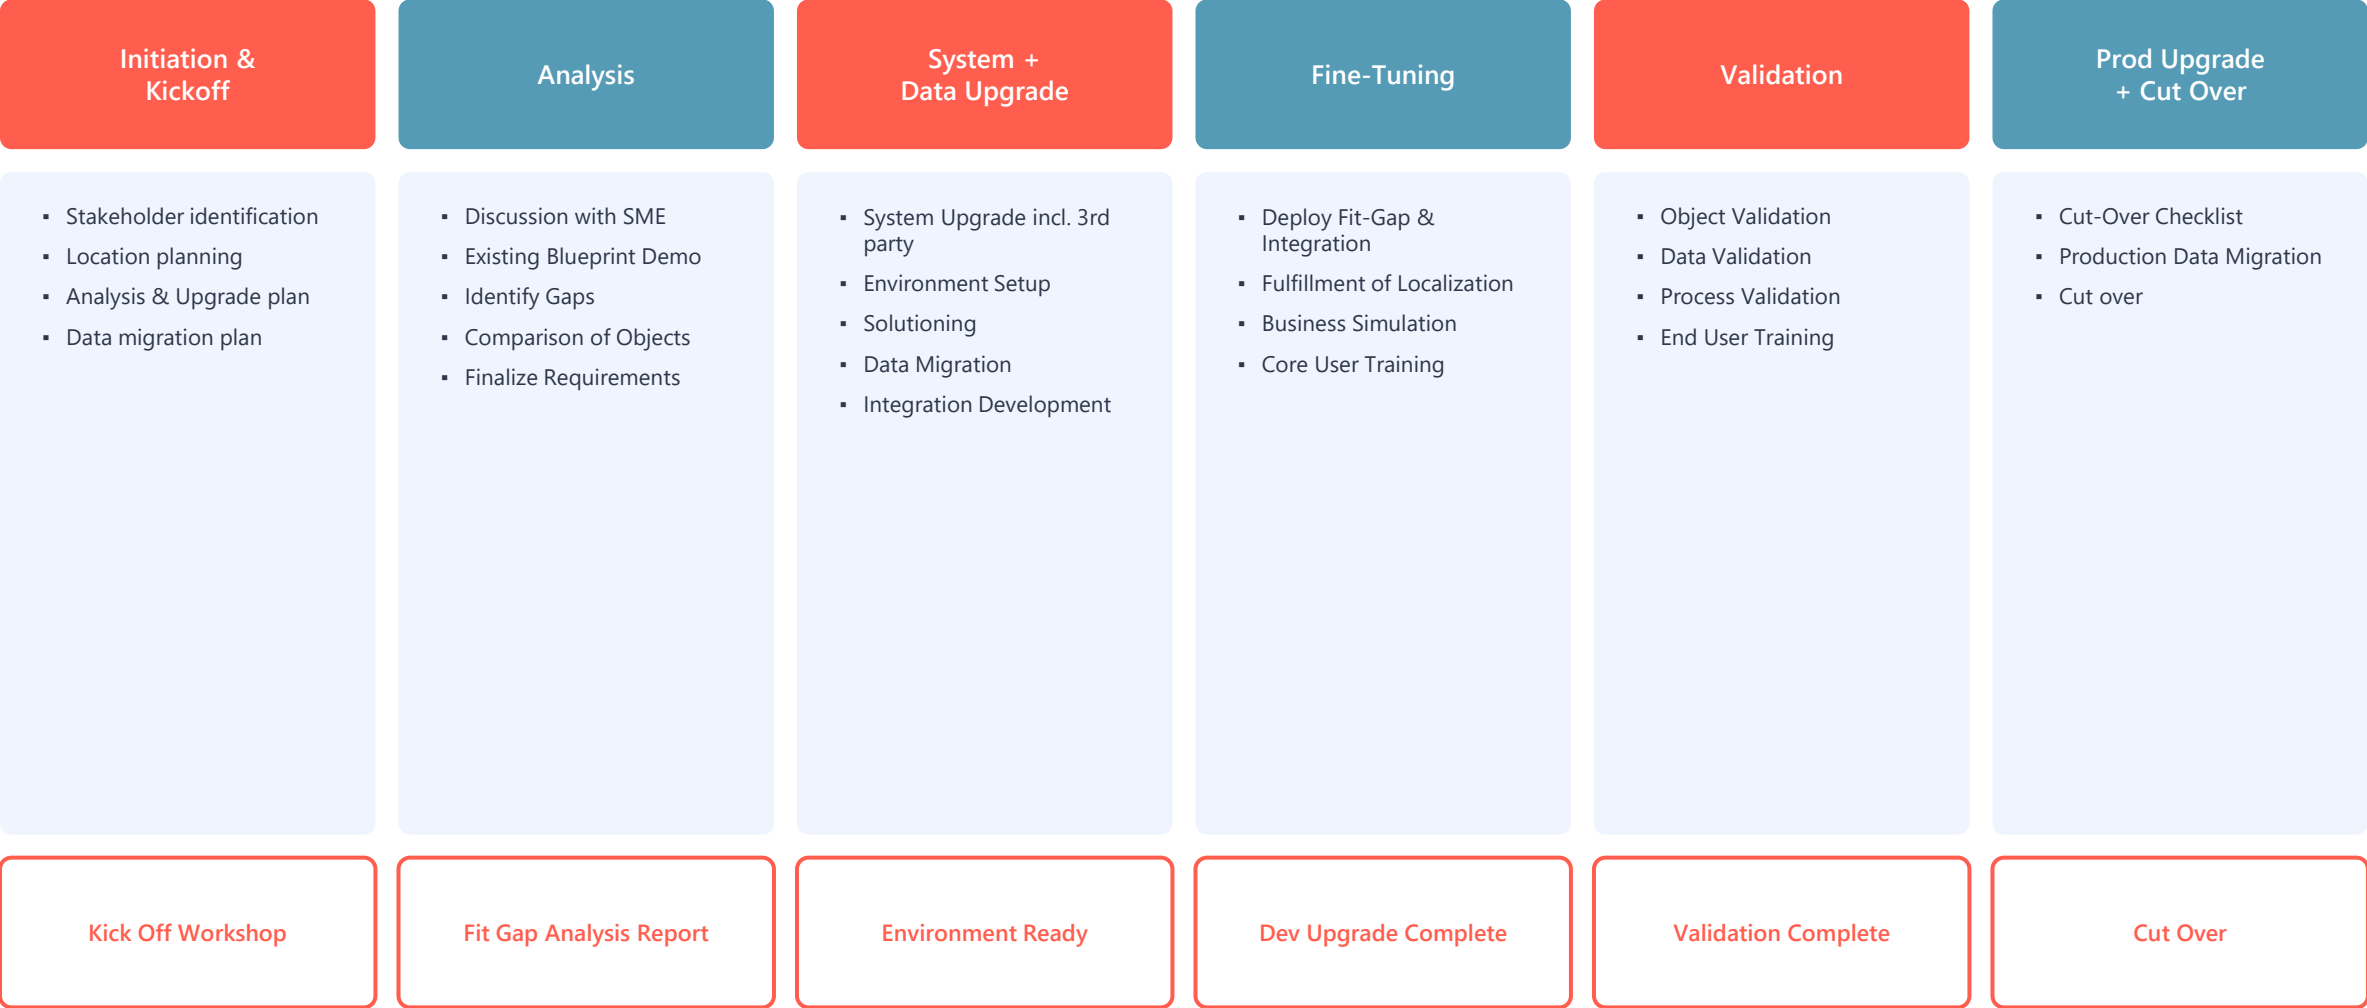 Initiation &
Kickoff
Analysis
System +
Data Upgrade
Fine-Tuning
Validation
Prod Upgrade
+ Cut Over
▪ Stakeholder identification
▪ Location planning
▪ Analysis & Upgrade plan
▪ Data migration plan
▪ Discussion with SME
▪ Existing Blueprint Demo
▪ Identify Gaps
▪ Comparison of Objects
▪ Finalize Requirements
▪ System Upgrade incl. 3rd
party
▪ Environment Setup
▪ Solutioning
▪ Data Migration
▪ Integration Development
▪ Deploy Fit-Gap &
Integration
▪ Fulfillment of Localization
▪ Business Simulation
▪ Core User Training
▪ Object Validation
▪ Data Validation
▪ Process Validation
▪ End User Training
▪ Cut-Over Checklist
▪ Production Data Migration
▪ Cut over
Kick Off Workshop
Fit Gap Analysis Report
Environment Ready
Dev Upgrade Complete
Validation Complete
Cut Over